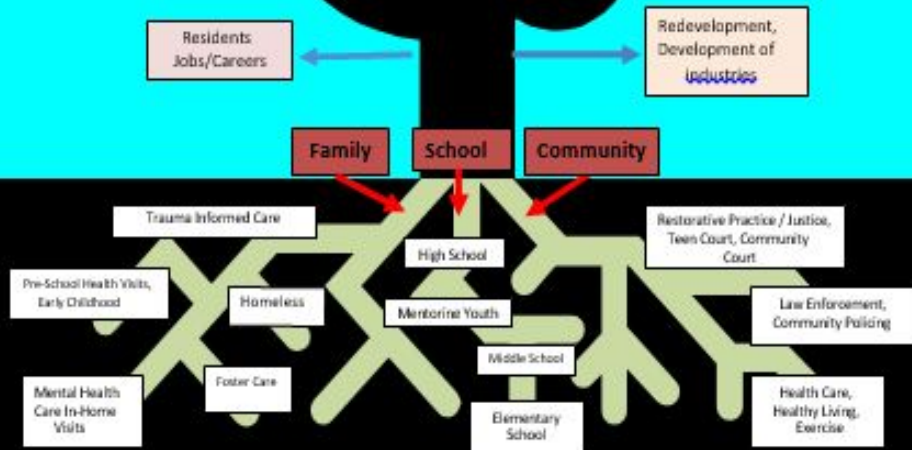 Residents
Jobs/Careers
Redevelopment,
Development of
industries
Family
School
Community
Trauma Informed Care
Restorative Practice / Justice,
Teen Court, Community
Court
High School
Pre-School Health Visits,
Early Childhood
Homeless
Mentorine Youth
Law Enforcement,
Community Policing
Middle School
Foster Care
Mental Health
Care In-Home
Visits
Elementary
School
Health Care,
Healthy Living,
Exercise